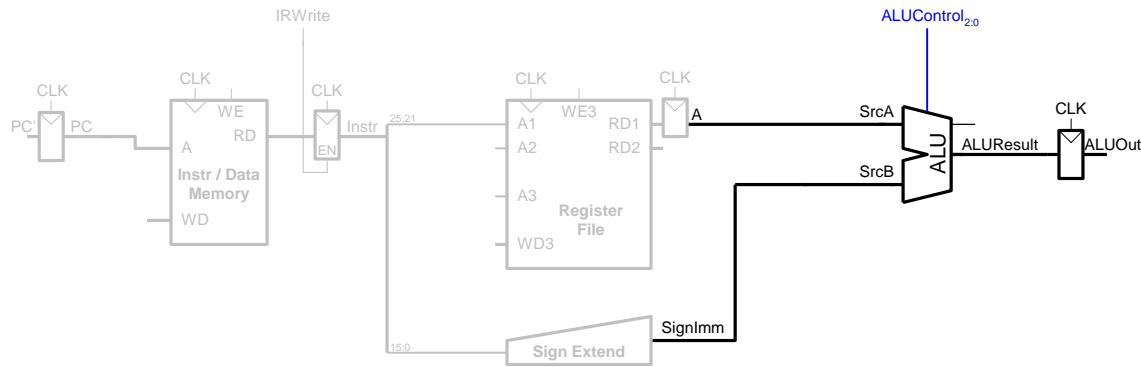 IRWrite
ALUControl2:0
CLK
CLK
CLK
CLK
CLK
CLK
PC'
PC
WE
RD
A
Instr / Data
Memory
WD
EN
Instr
25:21
A1
A2
A3
WD3
WE3
RD1
RD2
Register
File
A
SrcA
SrcB
ALU
ALUResult
ALUOut
SignImm
15:0
Sign Extend